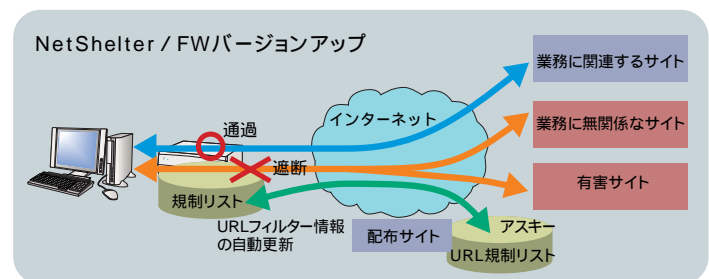 NetShelter/FWバージョンアップ
業務に関連するサイト
通過
インターネット
業務に無関係なサイト
遮断
有害サイト
規制リスト
URLフィルター情報
の自動更新
配布サイト
アスキー
URL規制リスト